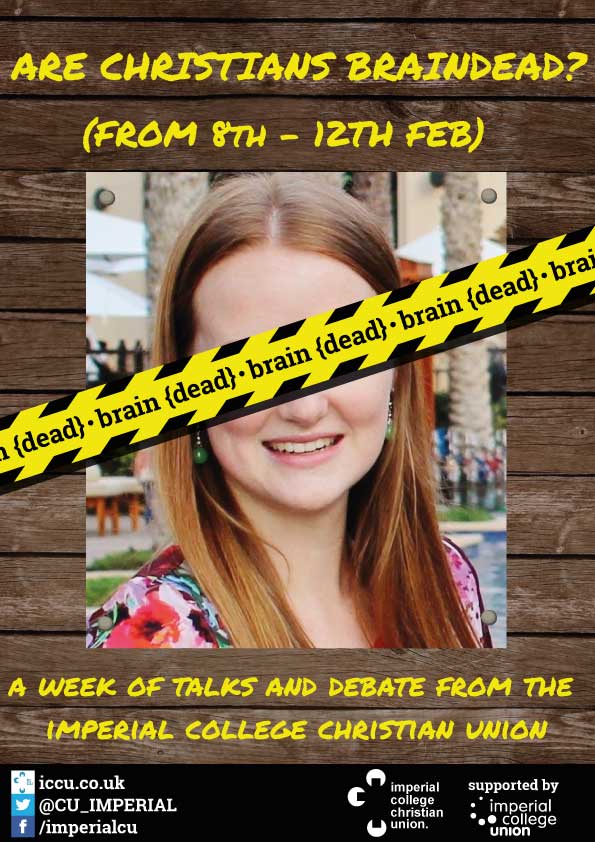 ARE CHRISTIANS BRAINDEAD?
(FROM 8TH - 12TH FEB)
n {dead}·brain {dead}·brain {dead}·brain {dead}·brai
A WEEK OF TALKS AND DEBATE FROM THE
IMPERIAL COLLEGE CHRISTIAN UNION
iccu.co.uk
@CU_IMPERIAL
/imperialcu
imperial
college
christian
union.
supported by
imperial
college
union